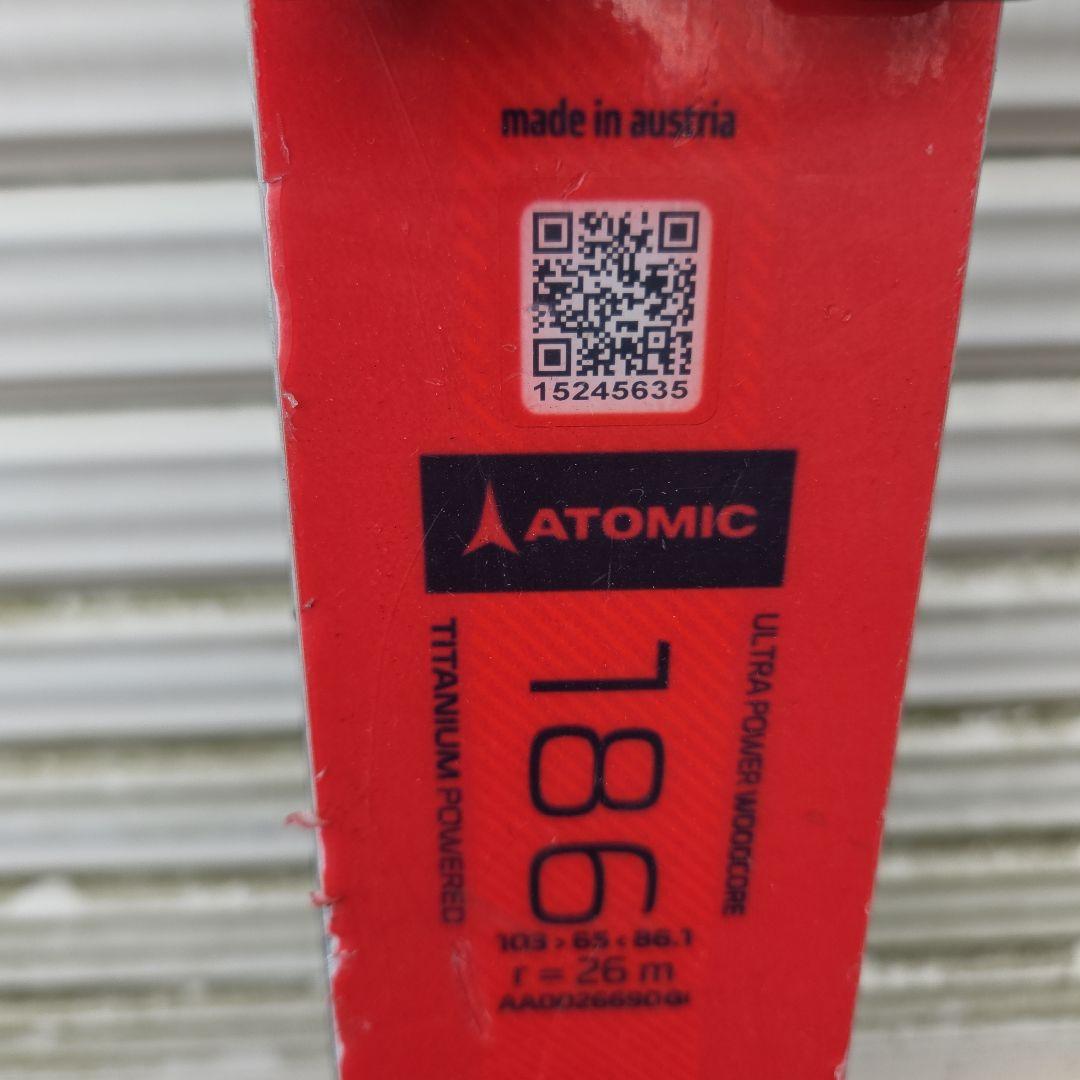 made in austria
15245635
ATOMIC
TITANIUM POWERED
186
ULTRA POWER WOODCORE
103 > 65 < 86.1
r = 26 m